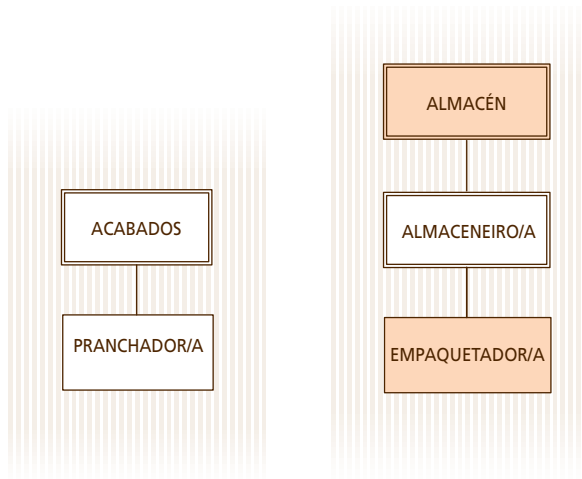 ACABADOS
PRANCHADOR/A
ALMACÉN
ALMACENEIRO/A
EMPAQUETADOR/A